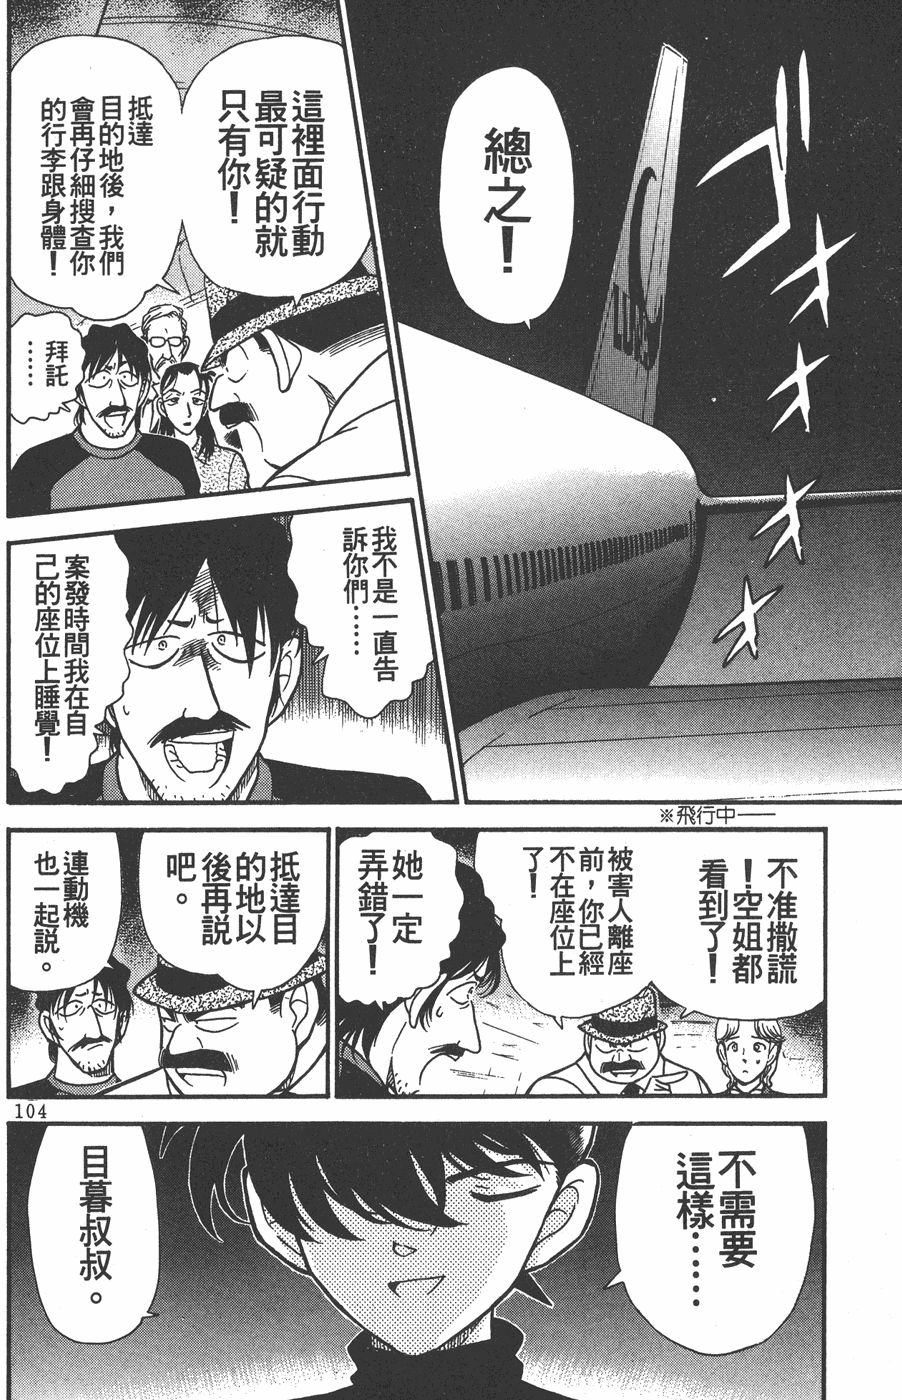 總之！
ゴ
※飛行中──
這裡面行動
最可疑的就
只有你！
抵達
目的地後，我們
會再仔細搜查你
的行李跟身體！
拜託
……
我不是一直告
訴你們……
案發時間我在自
己的座位上睡覺！
不准撒謊
！空姐都
看到了！
被害人離座
前，你已經
不在座位上
了！
她一定
弄錯了！
抵達目
的地以
後再說
吧。
連動機
也一起說。
104
不需要
這樣……
目暮叔叔。